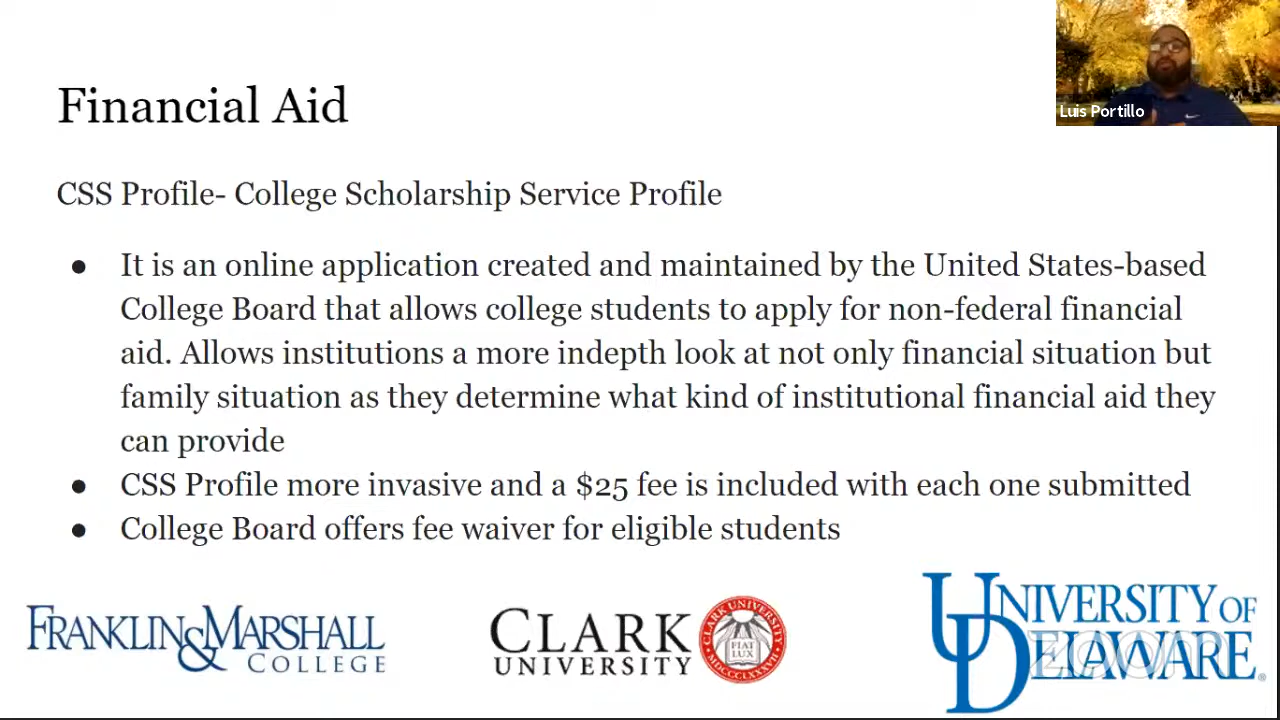 Luis Portillo
Financial Aid
CSS Profile- College Scholarship Service Profile
● It is an online application created and maintained by the United States-based
College Board that allows college students to apply for non-federal financial
aid. Allows institutions a more indepth look at not only financial situation but
family situation as they determine what kind of institutional financial aid they
can provide
● CSS Profile more invasive and a $25 fee is included with each one submitted
● College Board offers fee waiver for eligible students
FRANKLIN & MARSHALL
COLLEGE
CLARK
UNIVERSITY
CLARK UNIVERSITY
FIAT
LUX
MDCCCLXXXVII
UNIVERSITY OF
DELAWARE
zoom